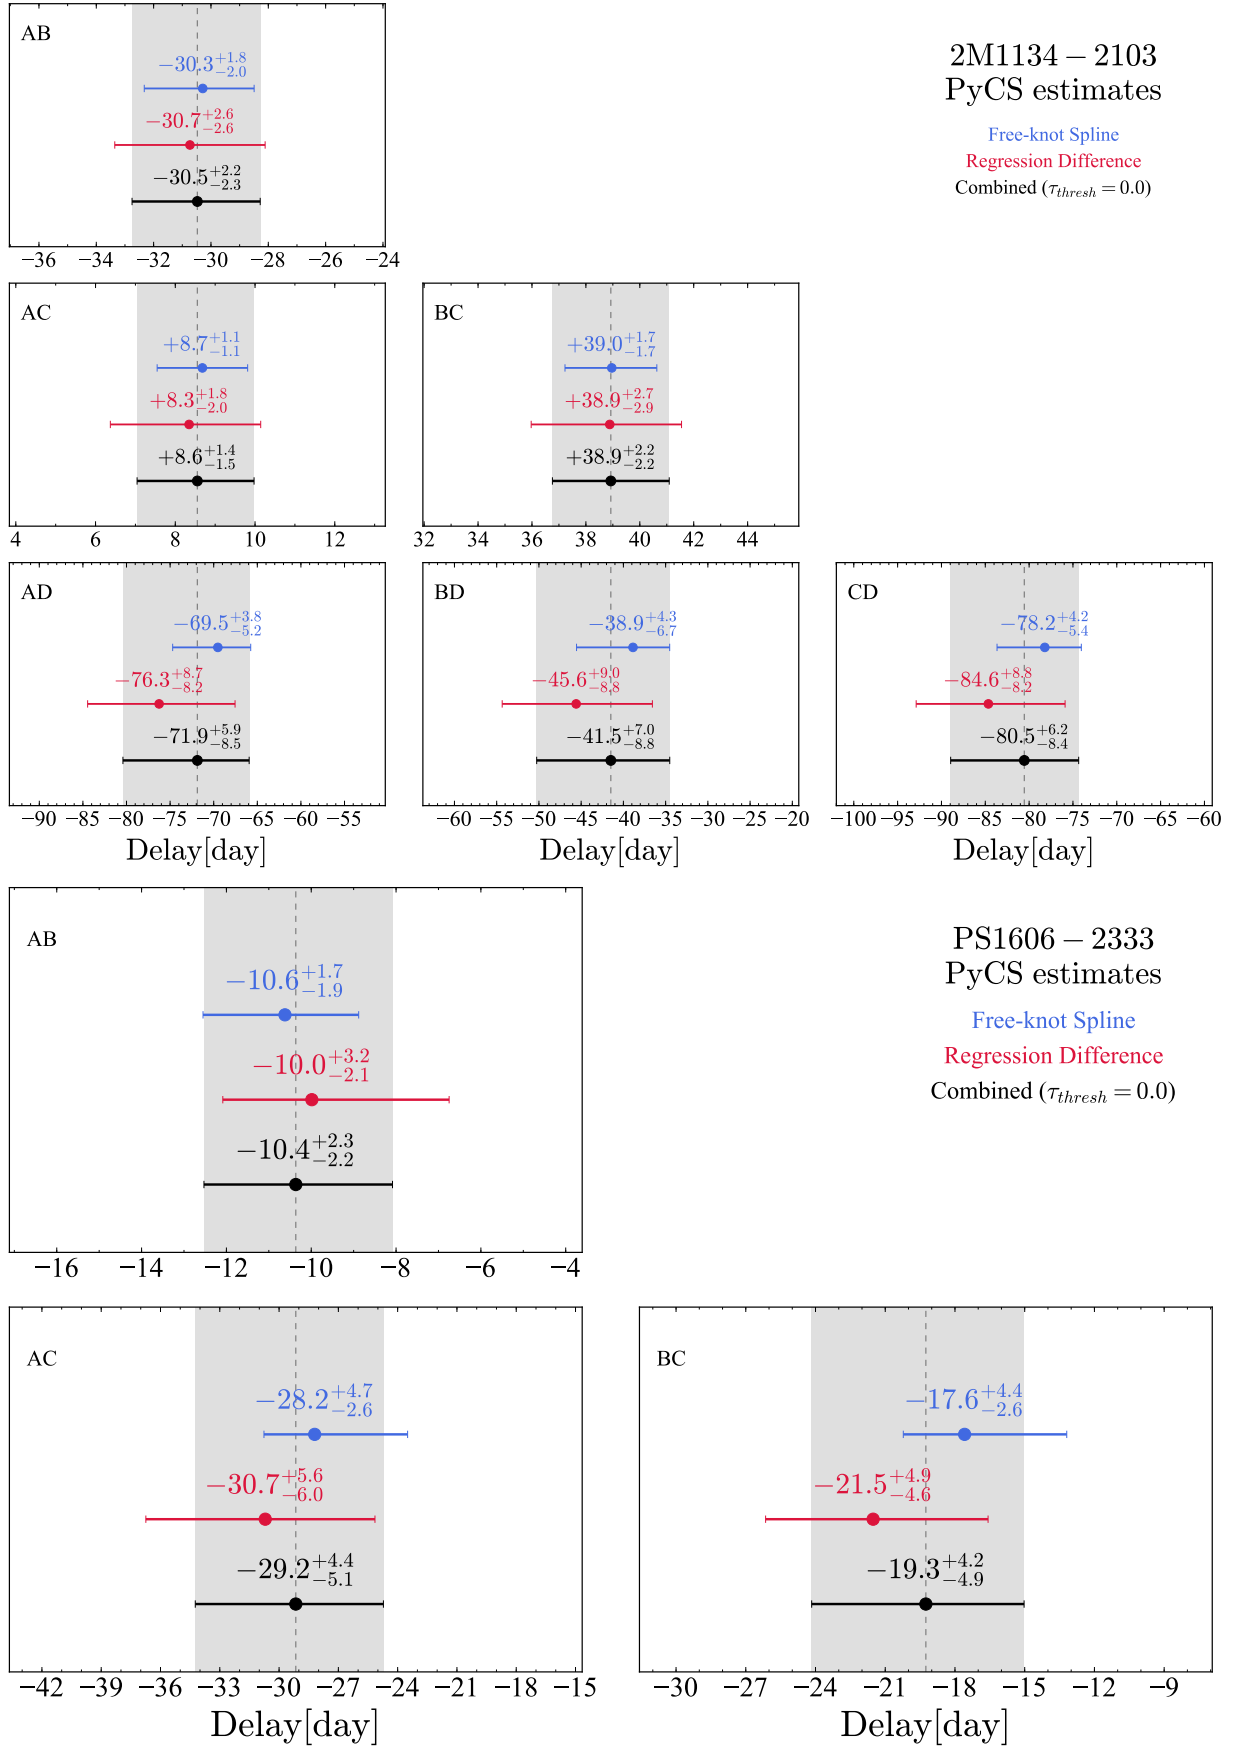 2M1134 − 2103
PyCS estimates
Free-knot Spline
Regression Difference
Combined (τ_thresh = 0.0)
AB
−30.3 +1.8 −2.0
−30.7 +2.6 −2.6
−30.5 +2.2 −2.3
−36 −34 −32 −30 −28 −26 −24
AC
+8.7 +1.1 −1.1
+8.3 +1.8 −2.0
+8.6 +1.4 −1.5
4 6 8 10 12
BC
+39.0 +1.7 −1.7
+38.9 +2.7 −2.9
+38.9 +2.2 −2.2
32 34 36 38 40 42 44
AD
−69.5 +3.8 −5.2
−76.3 +8.7 −8.2
−71.9 +5.9 −8.5
−90 −85 −80 −75 −70 −65 −60 −55
Delay[day]
BD
−38.9 +4.3 −6.7
−45.6 +9.0 −8.8
−41.5 +7.0 −8.8
−60 −55 −50 −45 −40 −35 −30 −25 −20
Delay[day]
CD
−78.2 +4.2 −5.4
−84.6 +8.8 −8.2
−80.5 +6.2 −8.4
−100 −95 −90 −85 −80 −75 −70 −65 −60
Delay[day]
PS1606 − 2333
PyCS estimates
Free-knot Spline
Regression Difference
Combined (τ_thresh = 0.0)
AB
−10.6 +1.7 −1.9
−10.0 +3.2 −2.1
−10.4 +2.3 −2.2
−16 −14 −12 −10 −8 −6 −4
AC
−28.2 +4.7 −2.6
−30.7 +5.6 −6.0
−29.2 +4.4 −5.1
−42 −39 −36 −33 −30 −27 −24 −21 −18 −15
Delay[day]
BC
−17.6 +4.4 −2.6
−21.5 +4.9 −4.6
−19.3 +4.2 −4.9
−30 −27 −24 −21 −18 −15 −12 −9
Delay[day]